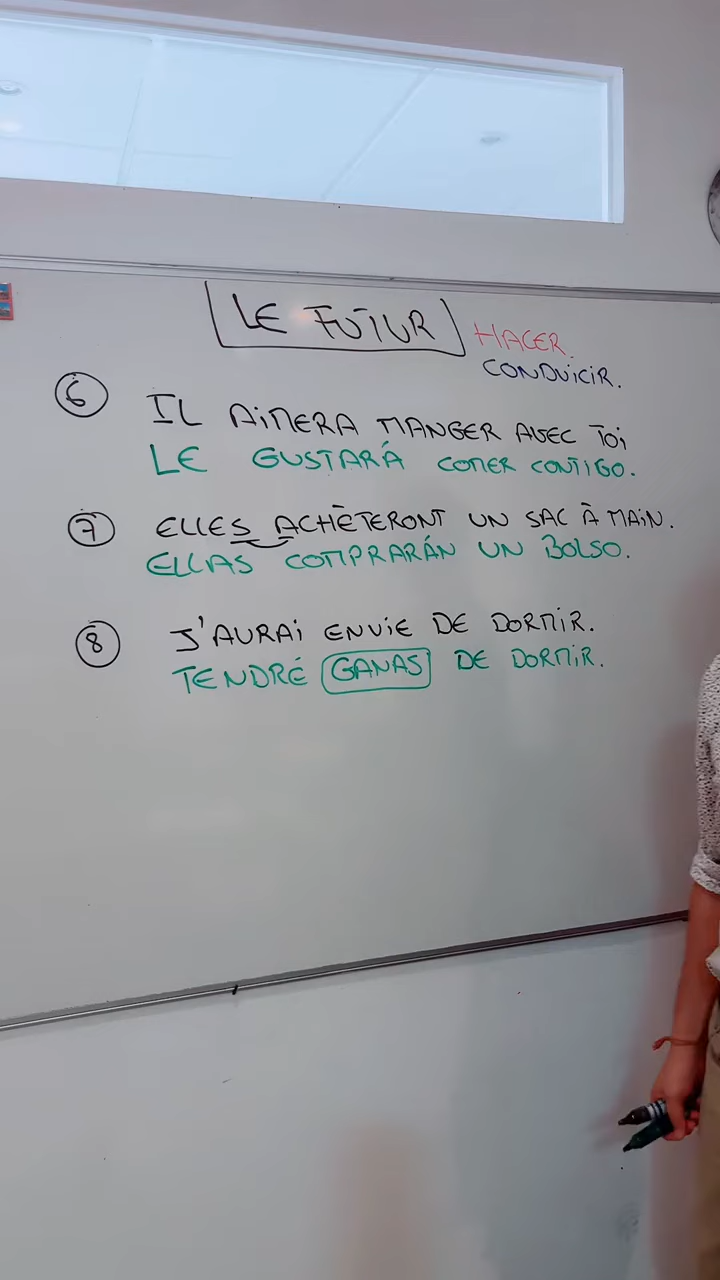 LE FUTUR
HACER.
CONDUICIR.
6 IL AIMERA MANGER AVEC TOI
LE GUSTARÁ COMER CONTIGO.
7 ELLES ACHÈTERONT UN SAC À MAIN.
ELLAS COMPRARÁN UN BOLSO.
8 J'AURAI ENVIE DE DORMIR.
TENDRÉ GANAS DE DORMIR.